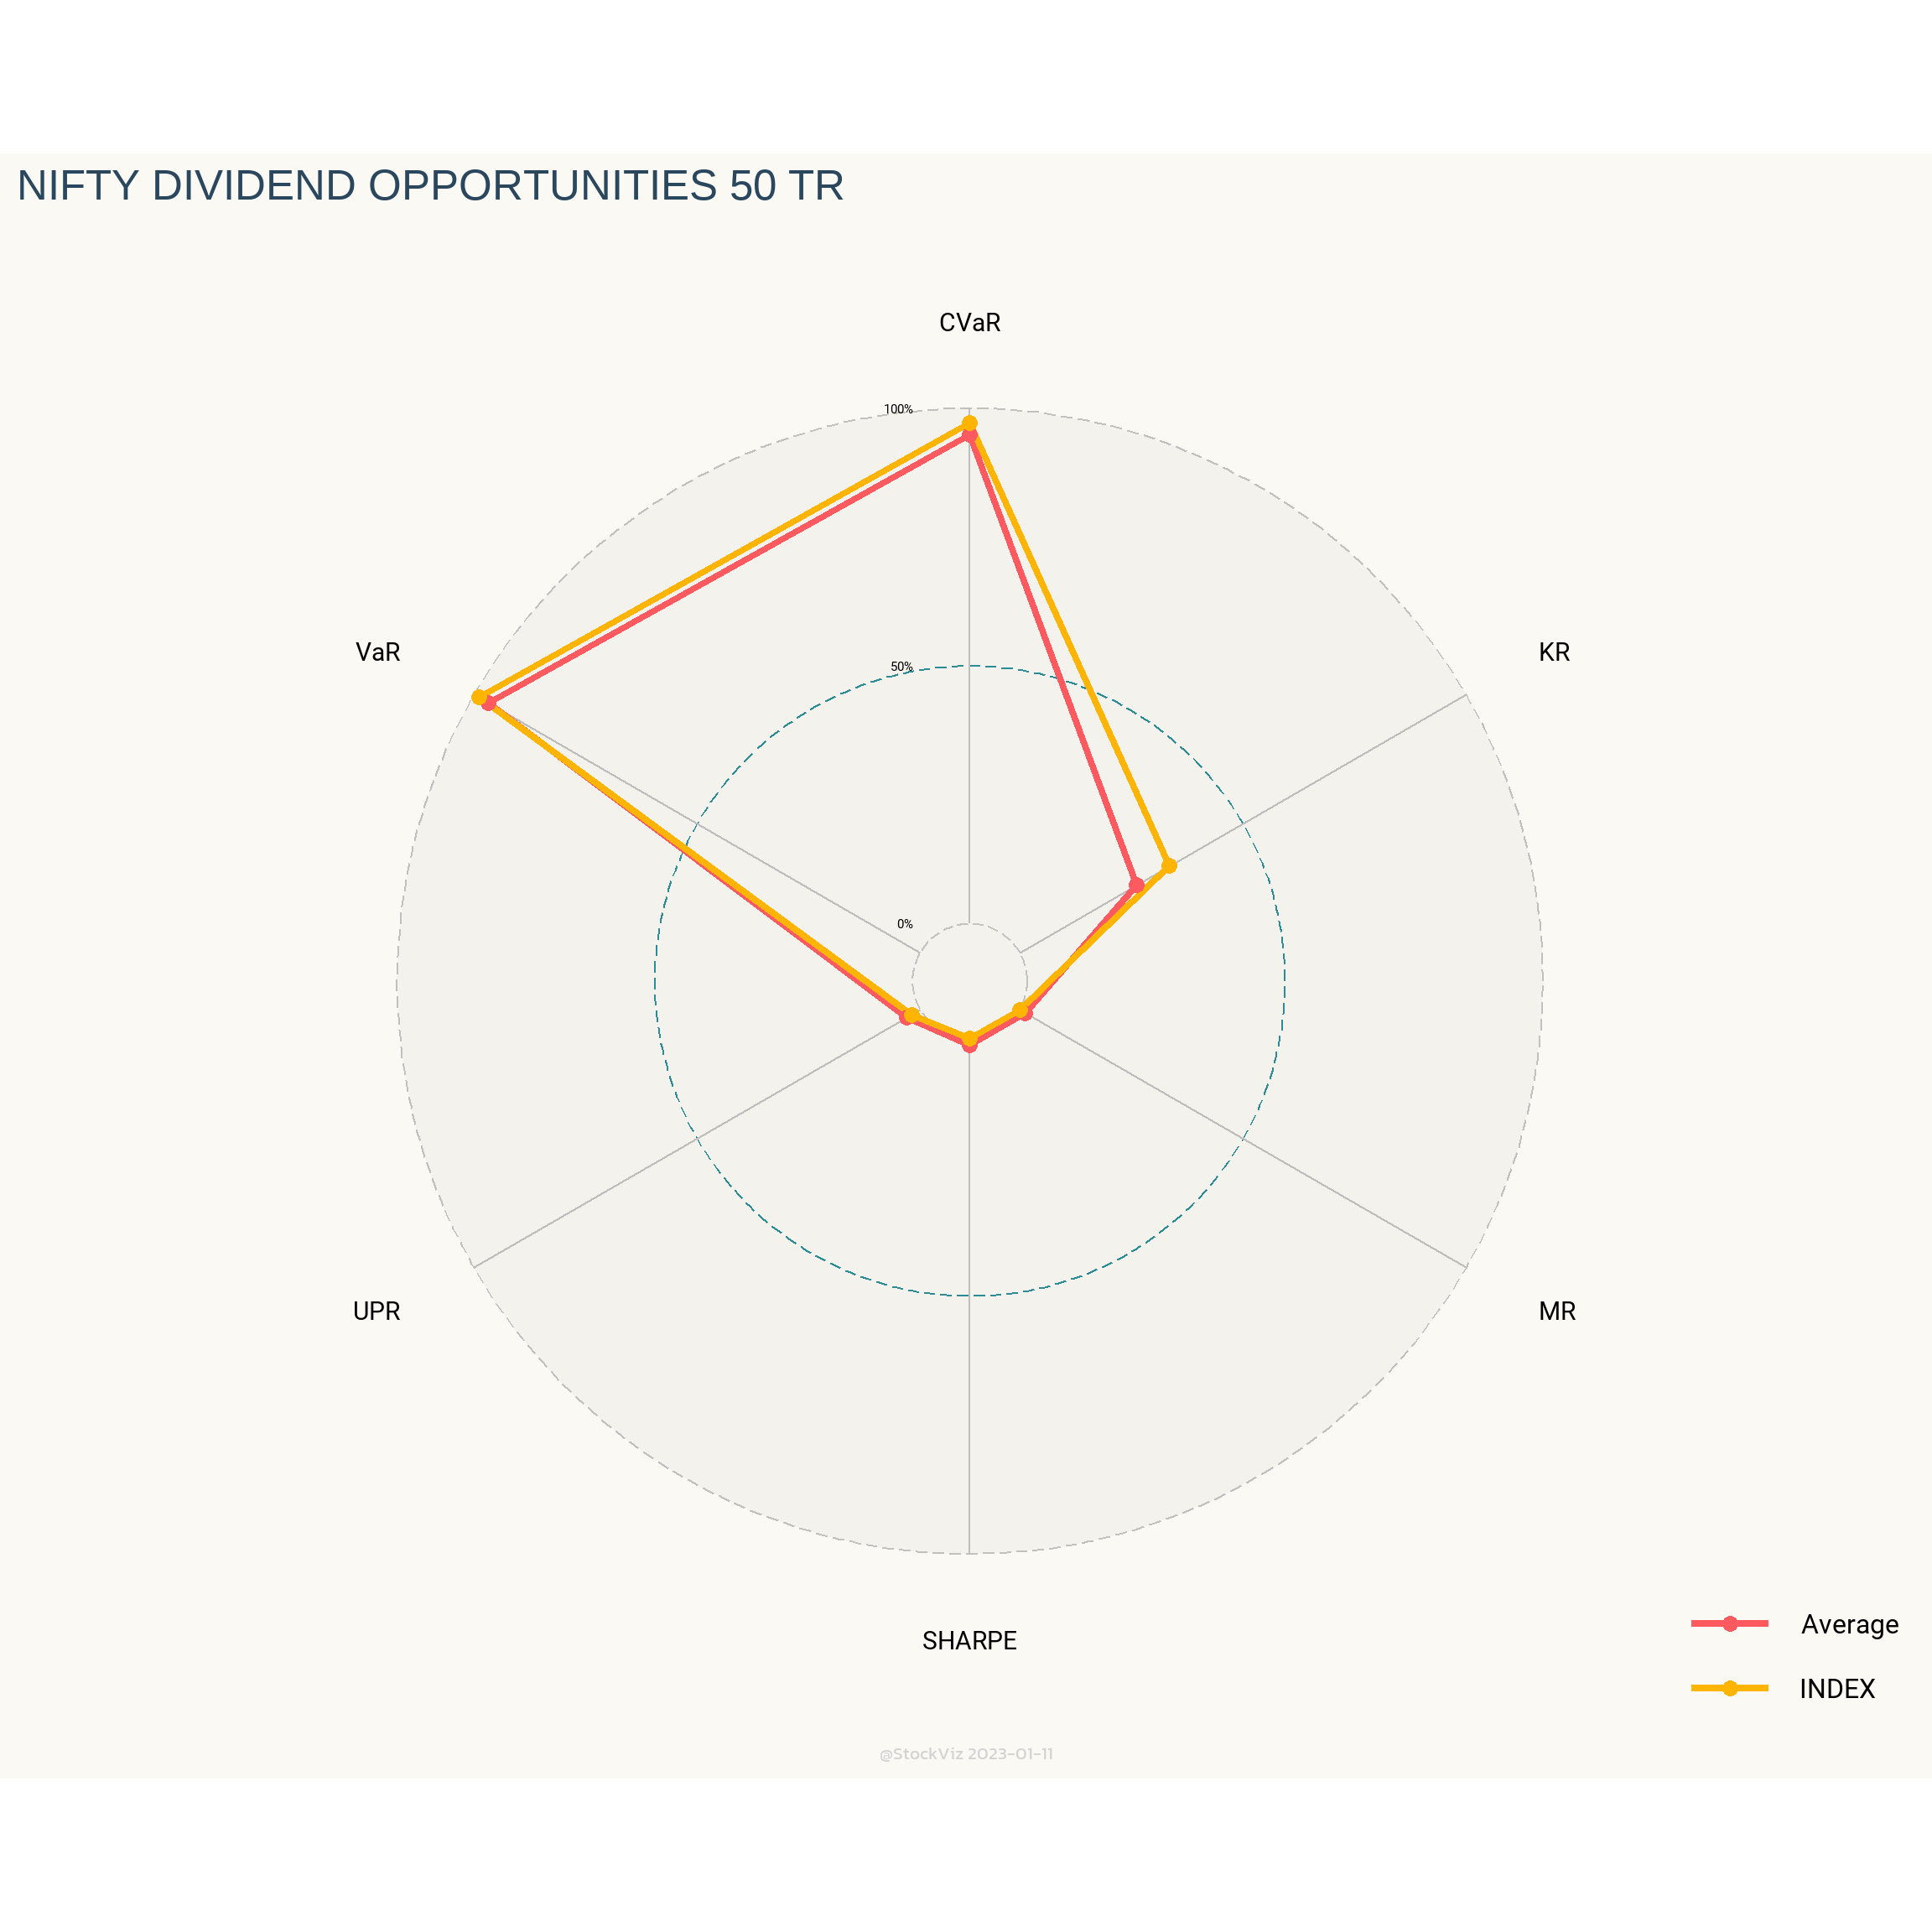 NIFTY DIVIDEND OPPORTUNITIES 50 TR
CVaR
100%
VaR
KR
50%
0%
UPR
MR
SHARPE
Average
INDEX
@StockViz 2023-01-11